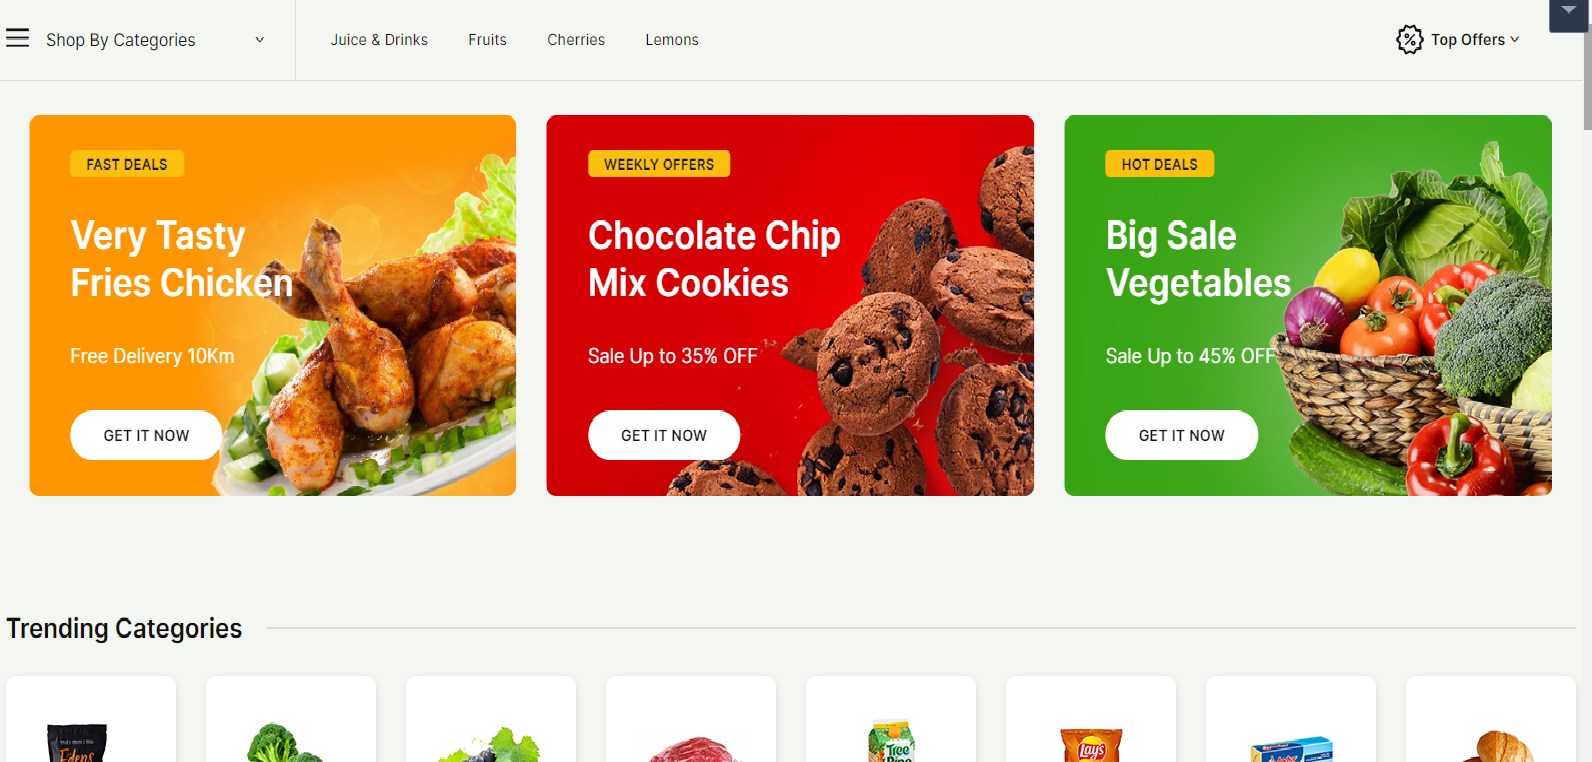 Shop By Categories
Juice & Drinks
Fruits
Cherries
Lemons
Top Offers
FAST DEALS
Very Tasty
Fries Chicken
Free Delivery 10Km
GET IT NOW
WEEKLY OFFERS
Chocolate Chip
Mix Cookies
Sale Up to 35% OFF
GET IT NOW
HOT DEALS
Big Sale
Vegetables
Sale Up to 45% OFF
GET IT NOW
Trending Categories
Tree
Lay's